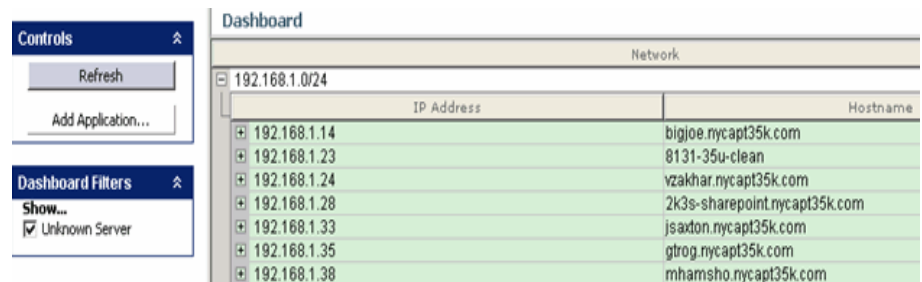 Dashboard
Controls
Refresh
Add Application...
Dashboard Filters
Show...
Unknown Server
Network
192.168.1.0/24
IP Address Hostname
192.168.1.14 bigjoe.nycapt35k.com
192.168.1.23 8131-35u-clean
192.168.1.24 vzakhar.nycapt35k.com
192.168.1.28 2k3s-sharepoint.nycapt35k.com
192.168.1.33 jsaxton.nycapt35k.com
192.168.1.35 gtrog.nycapt35k.com
192.168.1.38 mhamsho.nycapt35k.com